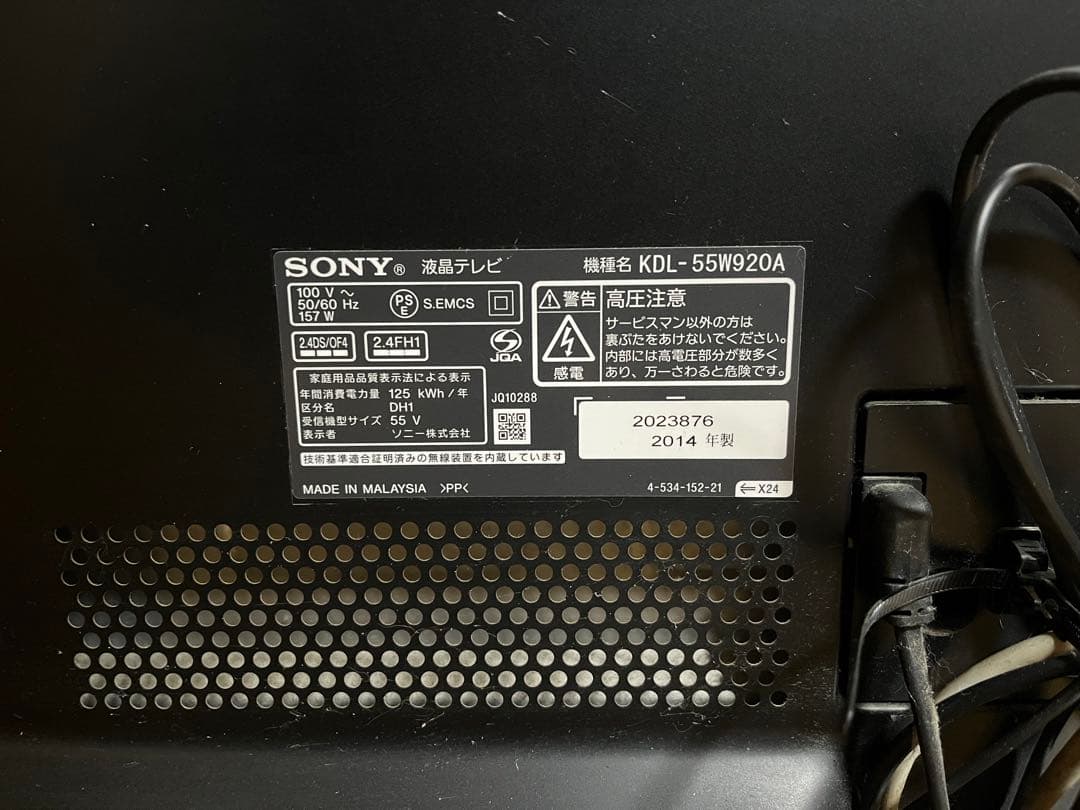 SONY® 液晶テレビ 機種名 KDL-55W920A
100 V ～
50/60 Hz
157 W
PS
E
S.EMCS
2.4DS/OF4
2.4FH1
JQA
警告 高圧注意
サービスマン以外の方は
裏ぶたをあけないでください。
内部には高電圧部分が数多く
あり、万一さわると危険です。
感電
家庭用品品質表示法による表示
年間消費電力量 125 kWh/年
区分名 DH1
受信機型サイズ 55 V
表示者 ソニー株式会社
JQ10288
2023876
2014 年製
技術基準適合証明済みの無線装置を内蔵しています
MADE IN MALAYSIA >PP<
4-534-152-21
X24